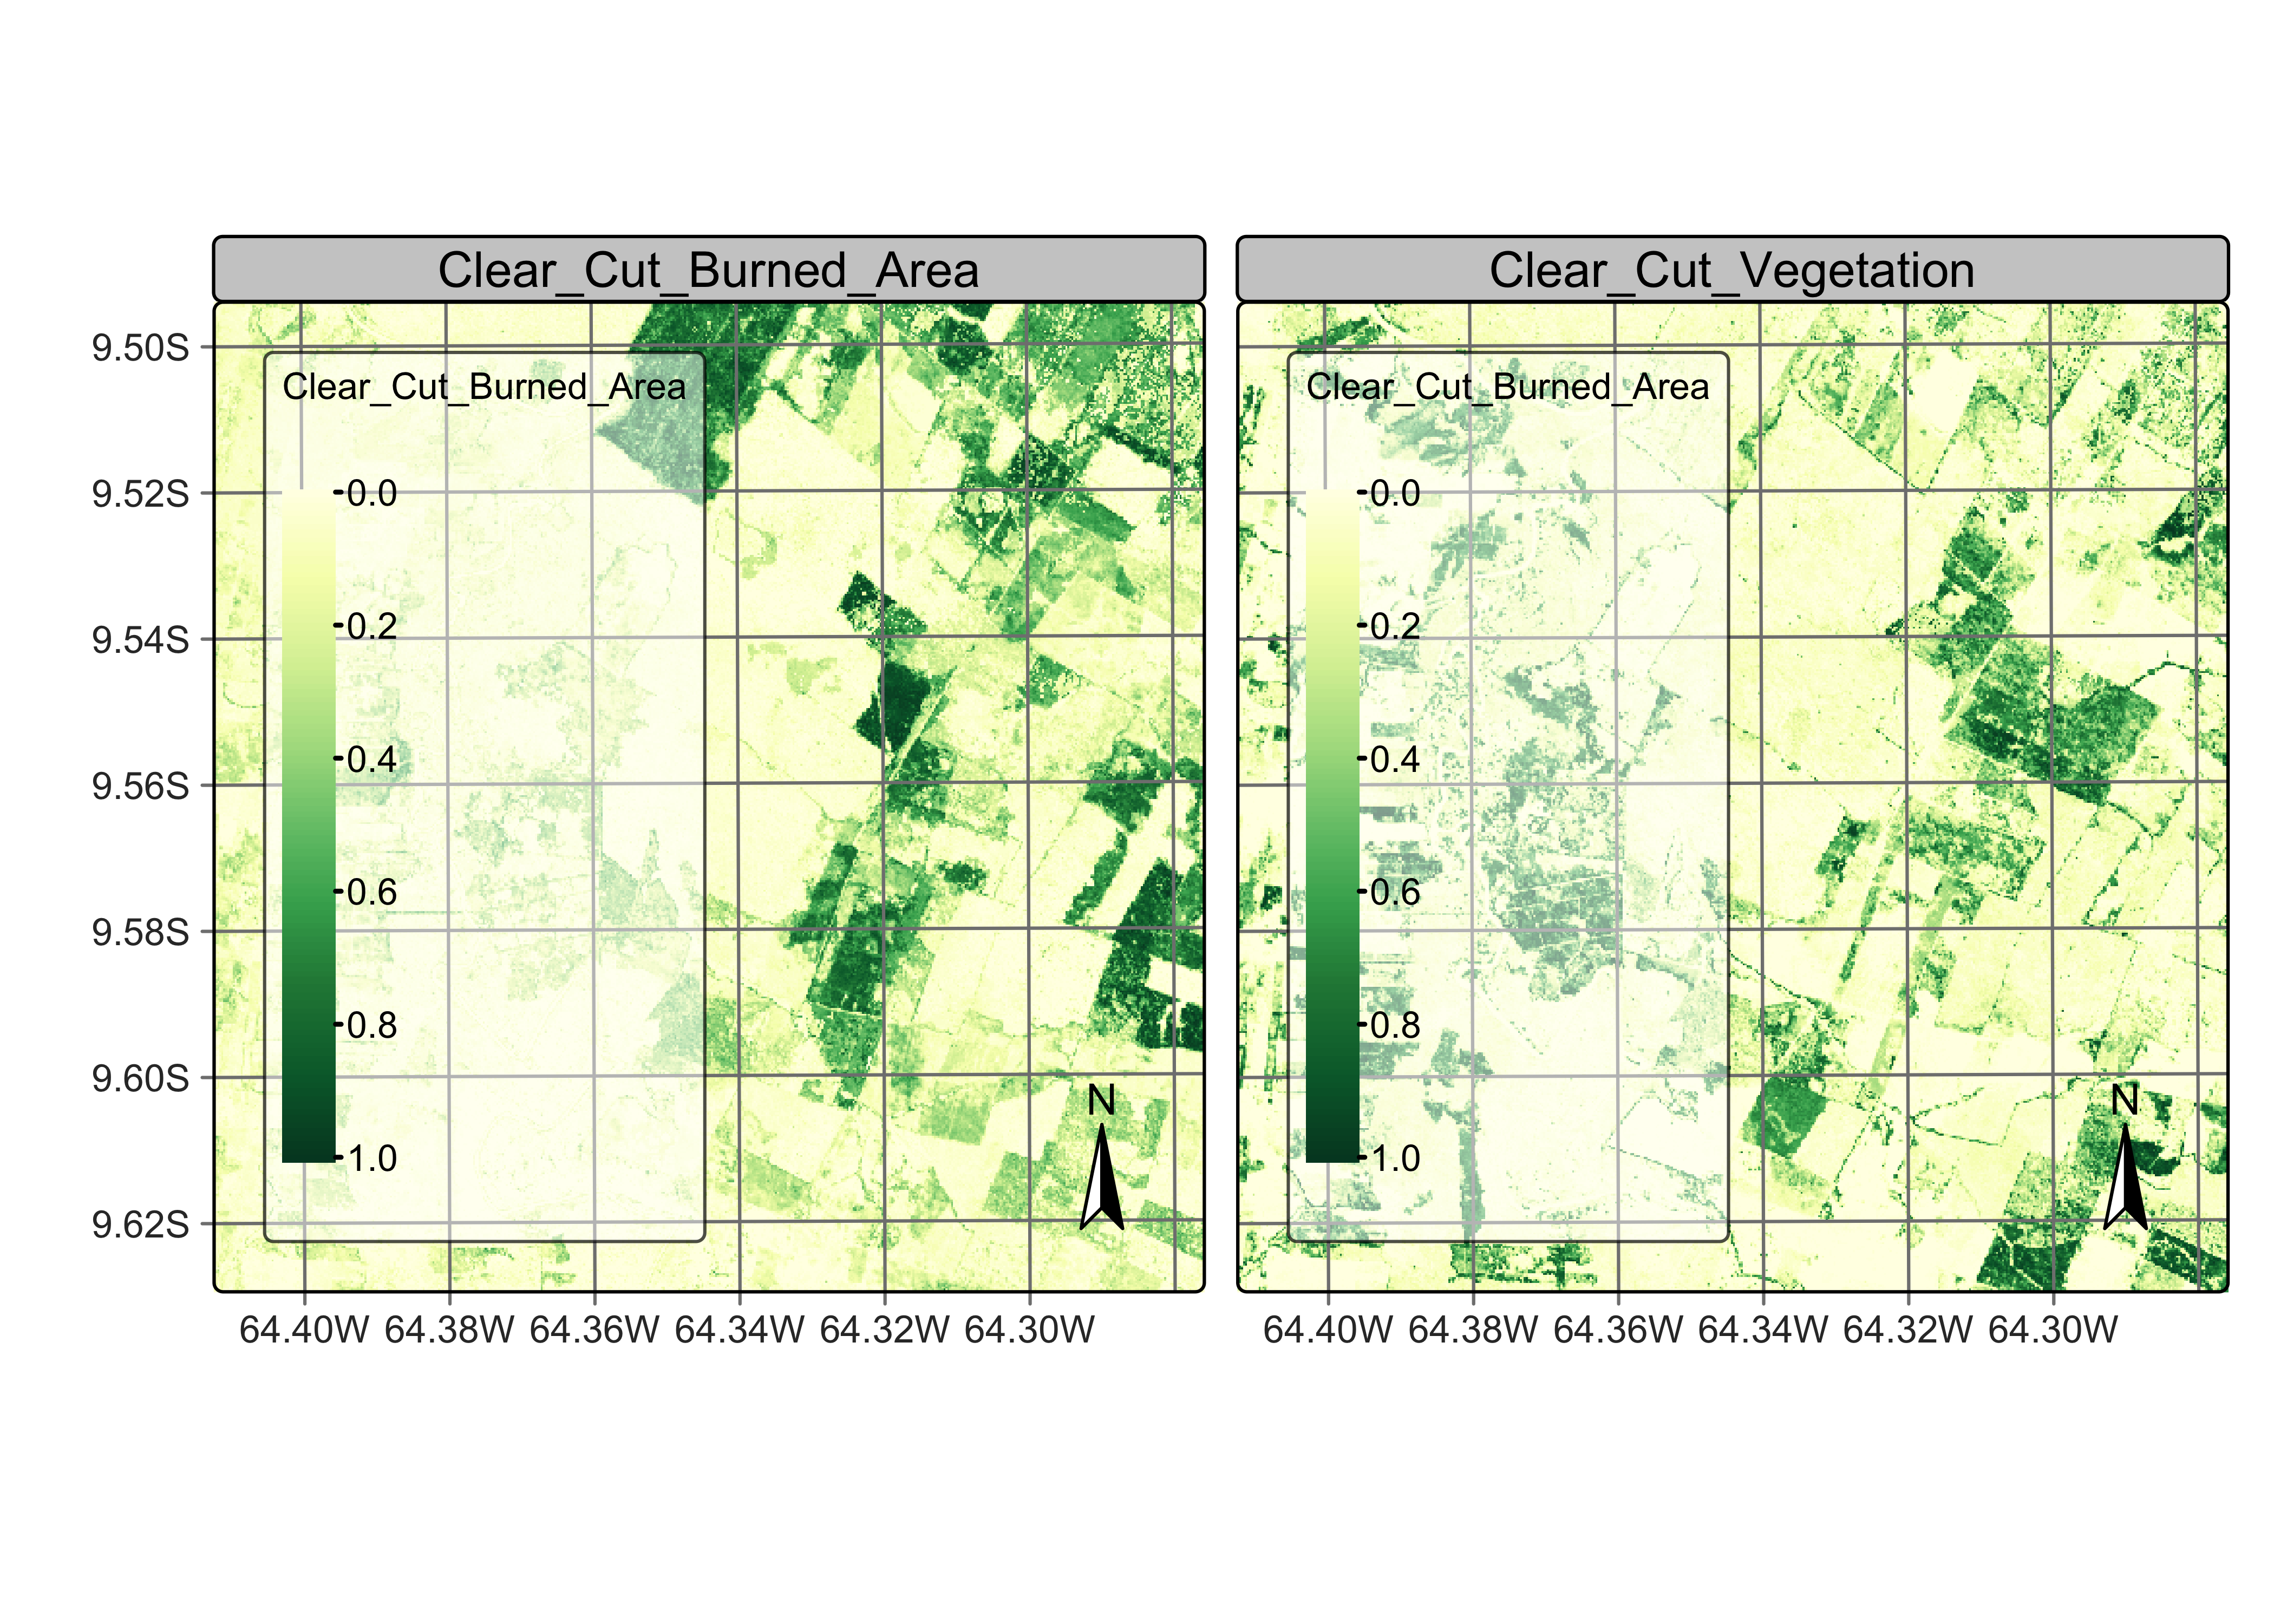 Clear_Cut_Burned_Area
Clear_Cut_Vegetation
9.50S
9.52S
9.54S
9.56S
9.58S
9.60S
9.62S
Clear_Cut_Burned_Area
0.0
0.2
0.4
0.6
0.8
1.0
N
64.40W 64.38W 64.36W 64.34W 64.32W 64.30W
Clear_Cut_Burned_Area
0.0
0.2
0.4
0.6
0.8
1.0
N
64.40W 64.38W 64.36W 64.34W 64.32W 64.30W